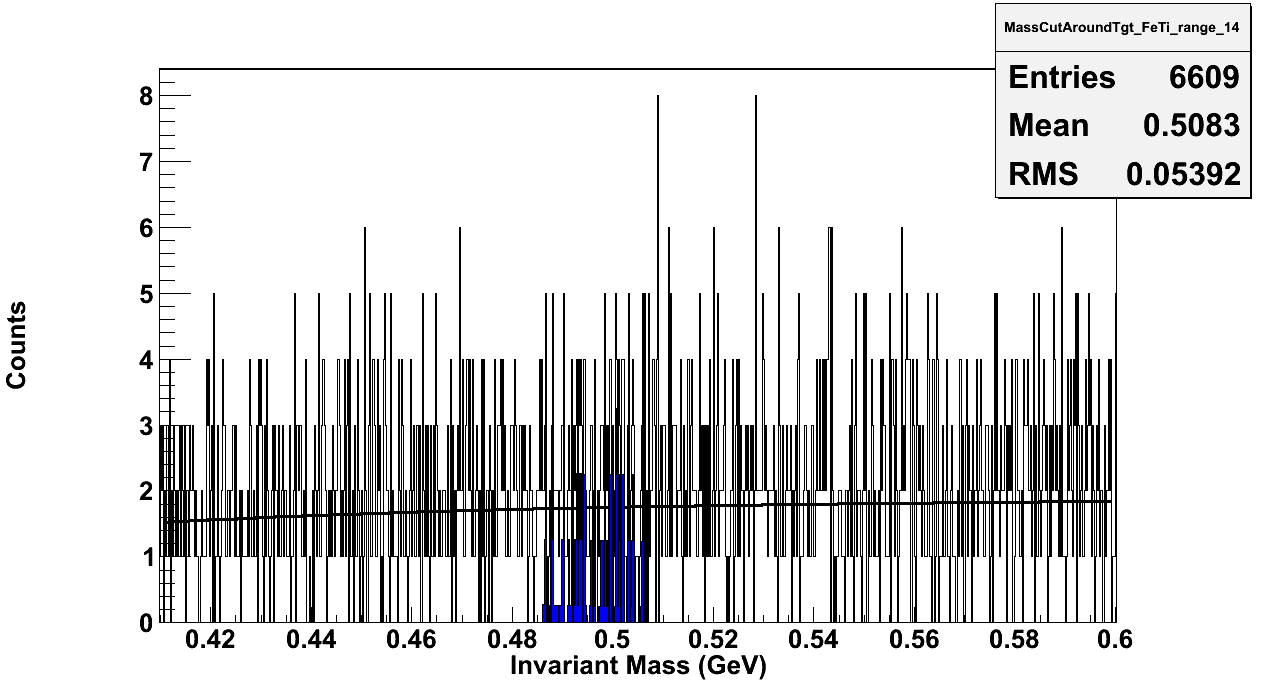 MassCutAroundTgt_FeTi_range_14
Entries 6609
Mean 0.5083
RMS 0.05392
8
7
6
5
4
3
2
1
0
Counts
0.42 0.44 0.46 0.48 0.5 0.52 0.54 0.56 0.58 0.6
Invariant Mass (GeV)